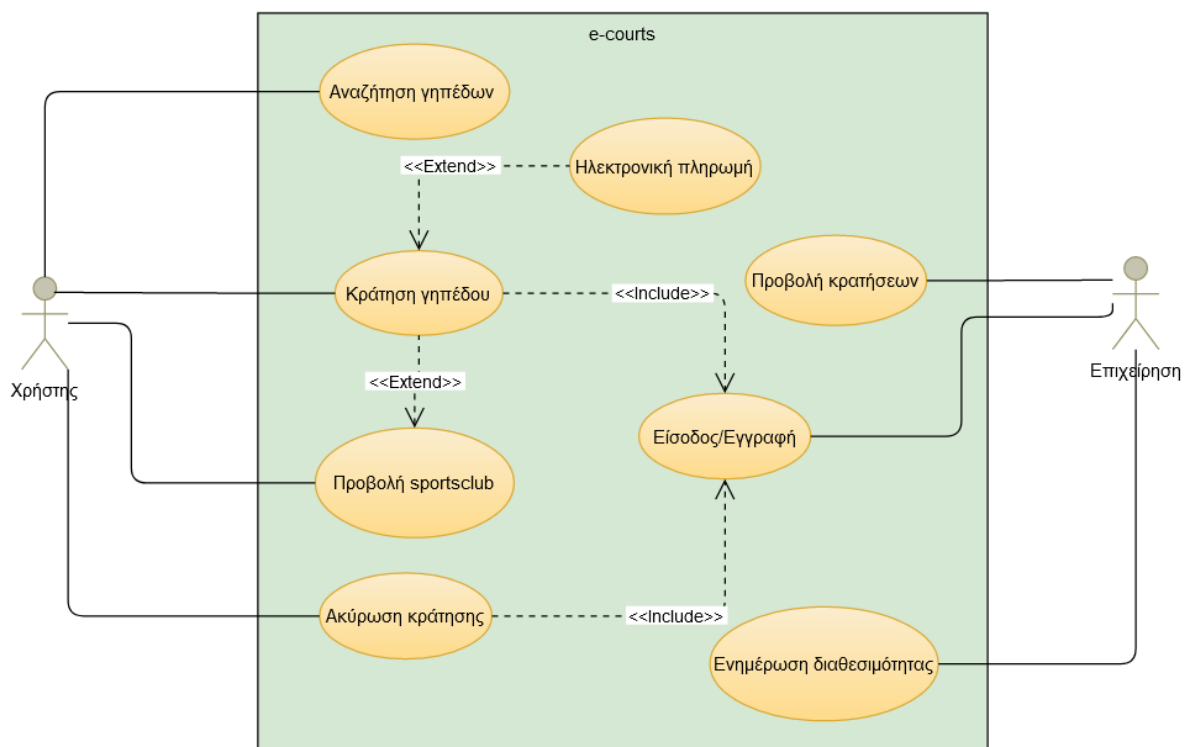 e-courts
Αναζήτηση γηπέδων
<<Extend>>
Ηλεκτρονική πληρωμή
Κράτηση γηπέδου
<<Include>>
Προβολή κρατήσεων
Χρήστης
Επιχείρηση
<<Extend>>
Είσοδος/Εγγραφή
Προβολή sportsclub
Ακύρωση κράτησης
<<Include>>
Ενημέρωση διαθεσιμότητας